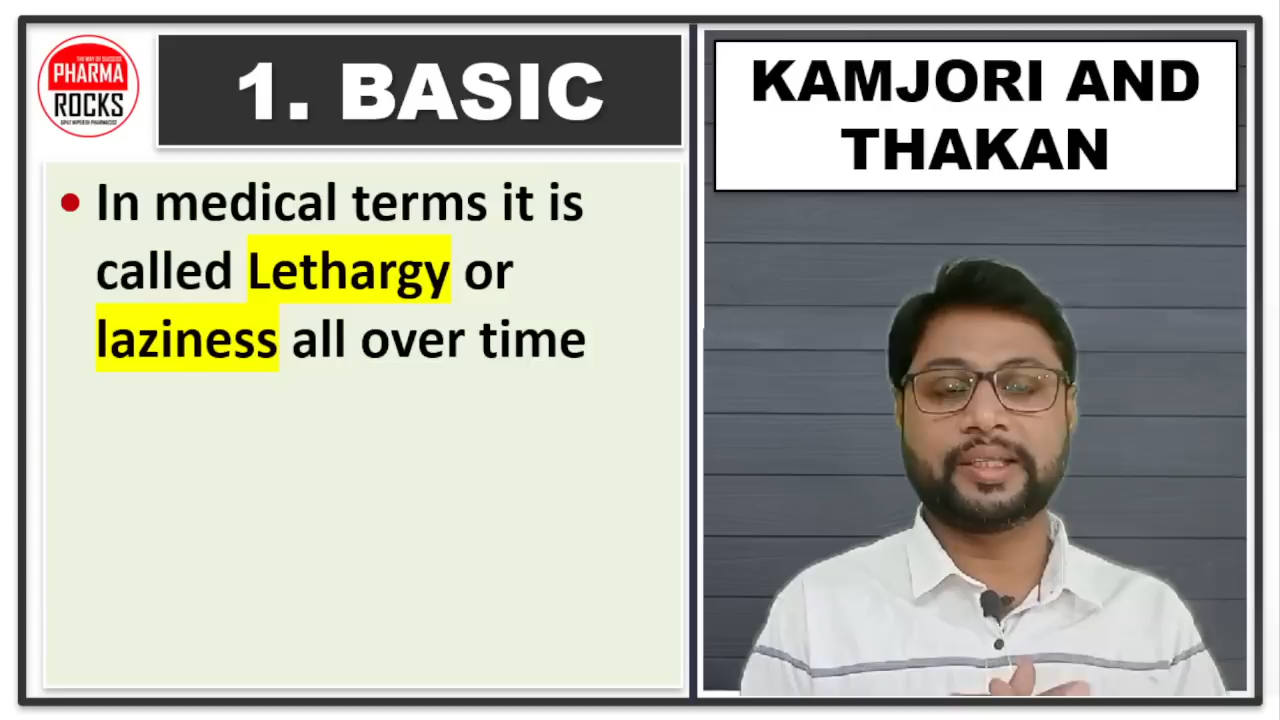 PHARMA
ROCKS
1. BASIC
• In medical terms it is
called Lethargy or
laziness all over time
KAMJORI AND
THAKAN